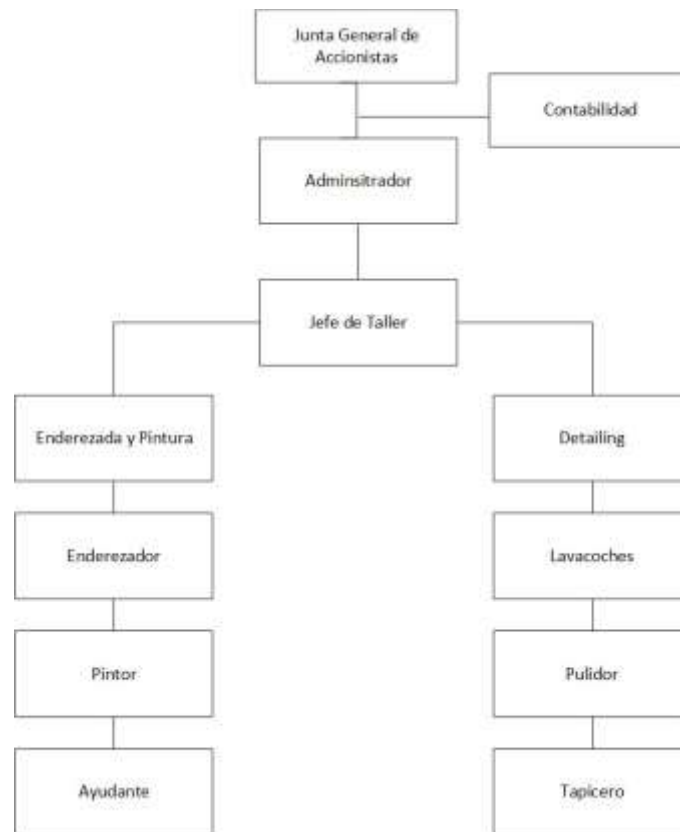 Junta General de
Accionistas
Contabilidad
Adminsitrador
Jefe de Taller
Enderezada y Pintura
Detailing
Enderezador
Lavacoches
Pintor
Pulidor
Ayudante
Tapicero